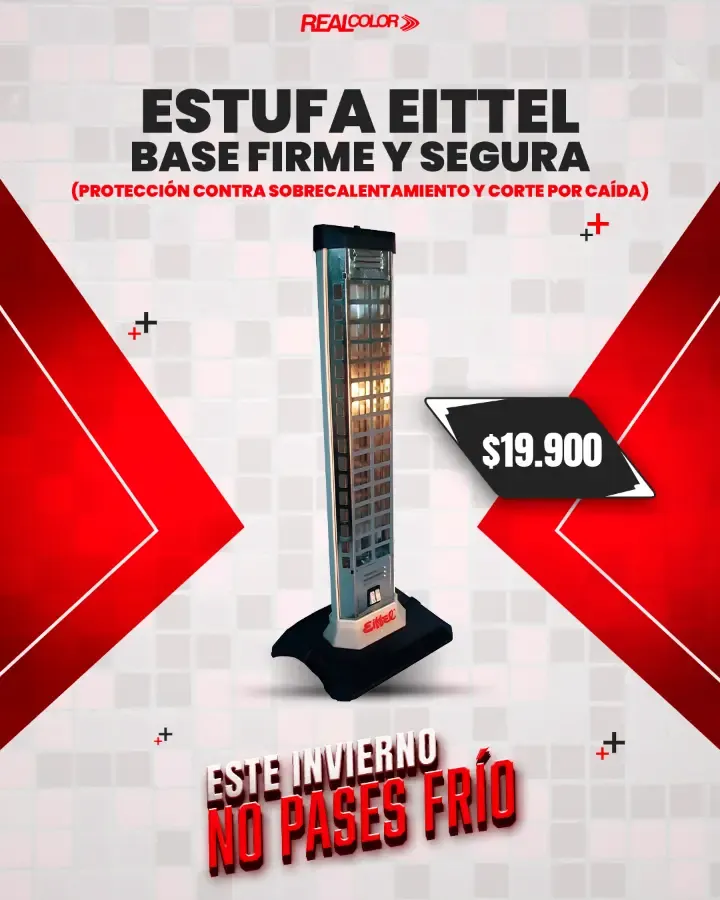 REALCOLOR
ESTUFA EITTEL
BASE FIRME Y SEGURA
(PROTECCIÓN CONTRA SOBRECALENTAMIENTO Y CORTE POR CAÍDA)
$19.900
Eittel
ESTE INVIERNO
NO PASES FRÍO